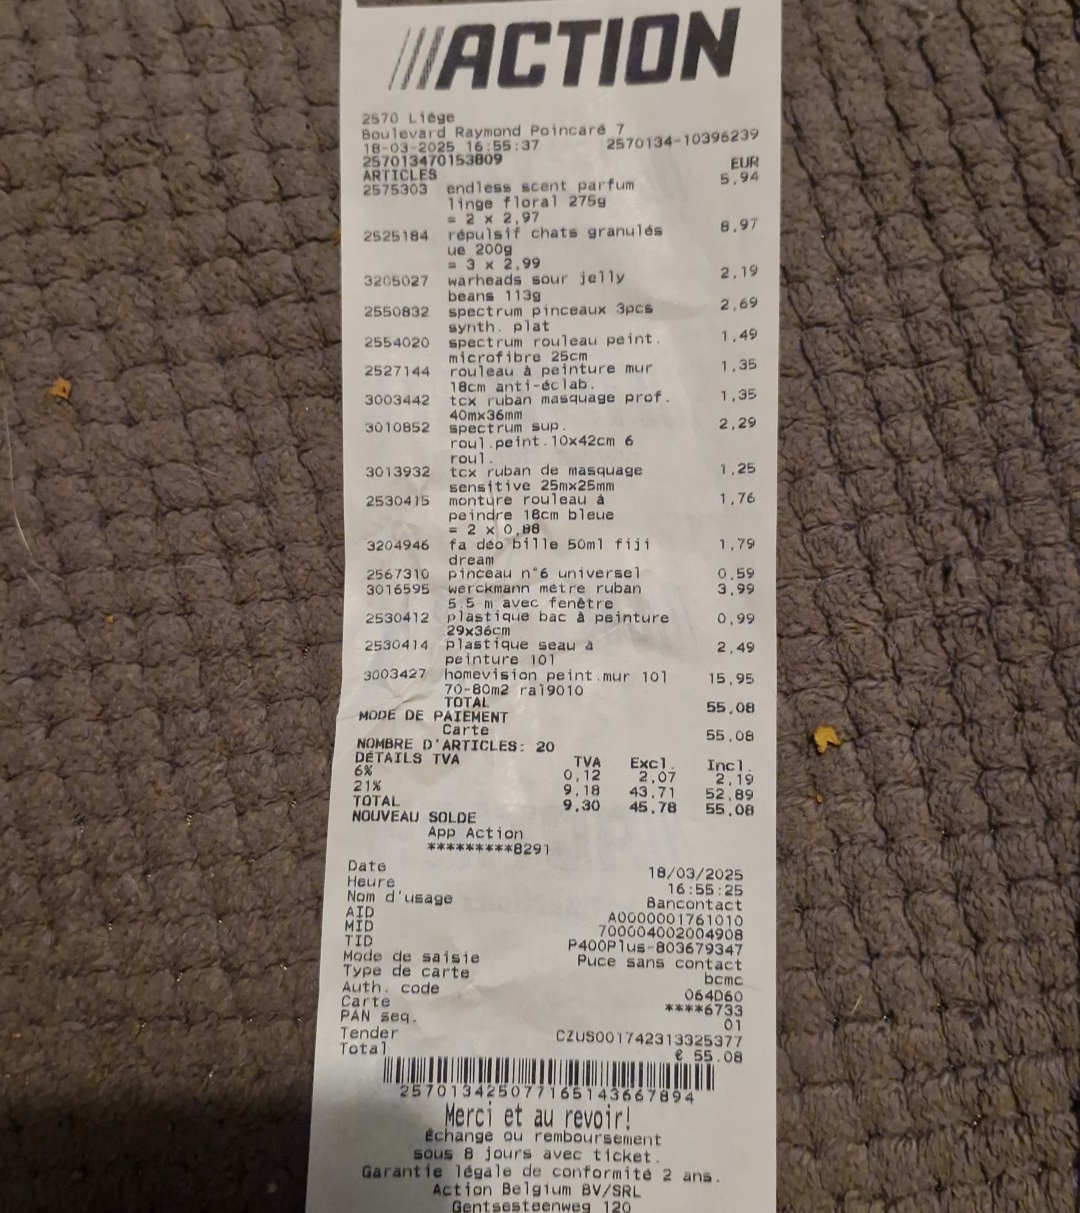 ///ACTION
2570 Liège
Boulevard Raymond Poincaré 7
18-03-2025 16:55:37 2570134-10396239
257013470153809
ARTICLES EUR
2575303 endless scent parfum 5,94
linge floral 275g
= 2 x 2,97
2525184 répulsif chats granulés 8,97
ue 200g
= 3 x 2,99
3205027 warheads sour jelly 2,19
beans 113g
2550832 spectrum pinceaux 3pcs 2,69
synth. plat
2554020 spectrum rouleau peint. 1,49
microfibre 25cm
2527144 rouleau à peinture mur 1,35
18cm anti-éclab.
3003442 tcx ruban masquage prof. 1,35
40mx36mm
3010852 spectrum sup. 2,29
roul.peint.10x42cm 6
roul.
3013932 tcx ruban de masquage 1,25
sensitive 25mx25mm
2530415 monture rouleau à 1,76
peindre 18cm bleue
= 2 x 0,88
3204946 fa déo bille 50ml fiji 1,79
dream
2567310 pinceau n°6 universel 0,59
3016595 werckmann mètre ruban 3,99
5.5 m avec fenêtre
2530412 plastique bac à peinture 0,99
29x36cm
2530414 plastique seau à 2,49
peinture 10l
3003427 homevision peint.mur 10l 15,95
70-80m2 ral9010
TOTAL 55,08
MODE DE PAIEMENT
Carte 55,08
NOMBRE D'ARTICLES: 20
DÉTAILS TVA TVA Excl. Incl.
6% 0,12 2,07 2,19
21% 9,18 43,71 52,89
TOTAL 9,30 45,78 55,08
NOUVEAU SOLDE
App Action
*********8291
Date 18/03/2025
Heure 16:55:25
Nom d'usage Bancontact
AID A0000001761010
MID 700004002004908
TID P400Plus-803679347
Mode de saisie Puce sans contact
Type de carte bcmc
Auth. code 064D60
Carte ****6733
PAN seq. 01
Tender CZUS001742313325377
Total € 55.08
257013425077165143667894
Merci et au revoir!
Échange ou remboursement
sous 8 jours avec ticket.
Garantie légale de conformité 2 ans.
Action Belgium BV/SRL
Gentsesteenweg 120